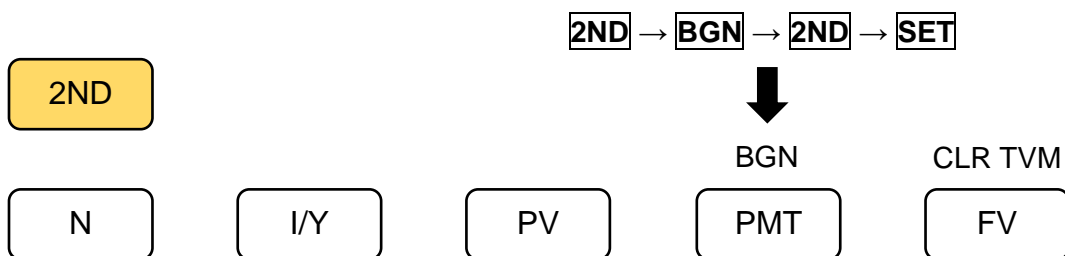 2ND → BGN → 2ND → SET
2ND
BGN CLR TVM
N I/Y PV PMT FV